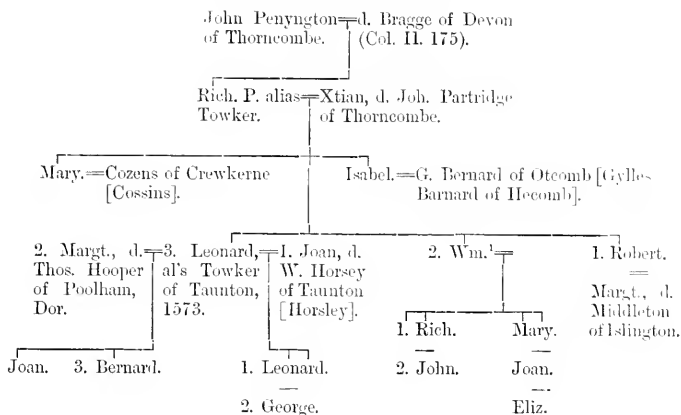 John Penyngton=d. Bragge of Devon
of Thorncombe. (Col. II. 175).
Rich. P. alias=Xtian, d. Joh. Partridge
Towker. of Thorncombe.
Mary.=Cozens of Crewkerne
[Cossins].
Isabel.=G. Bernard of Otcomb [Gylles
Barnard of Hecomb].
2. Margt., d.=3. Leonard,=1. Joan, d.
Thos. Hooper al's Towker W. Horsey
of Poolham, of Taunton, of Taunton
Dor. 1573. [Horsley].
2. Wm.¹=
1. Robert.
=
Margt., d.
Middleton
of Islington.
Joan. 3. Bernard.
1. Leonard.
—
2. George.
1. Rich. Mary.
— —
2. John. Joan.
—
Eliz.